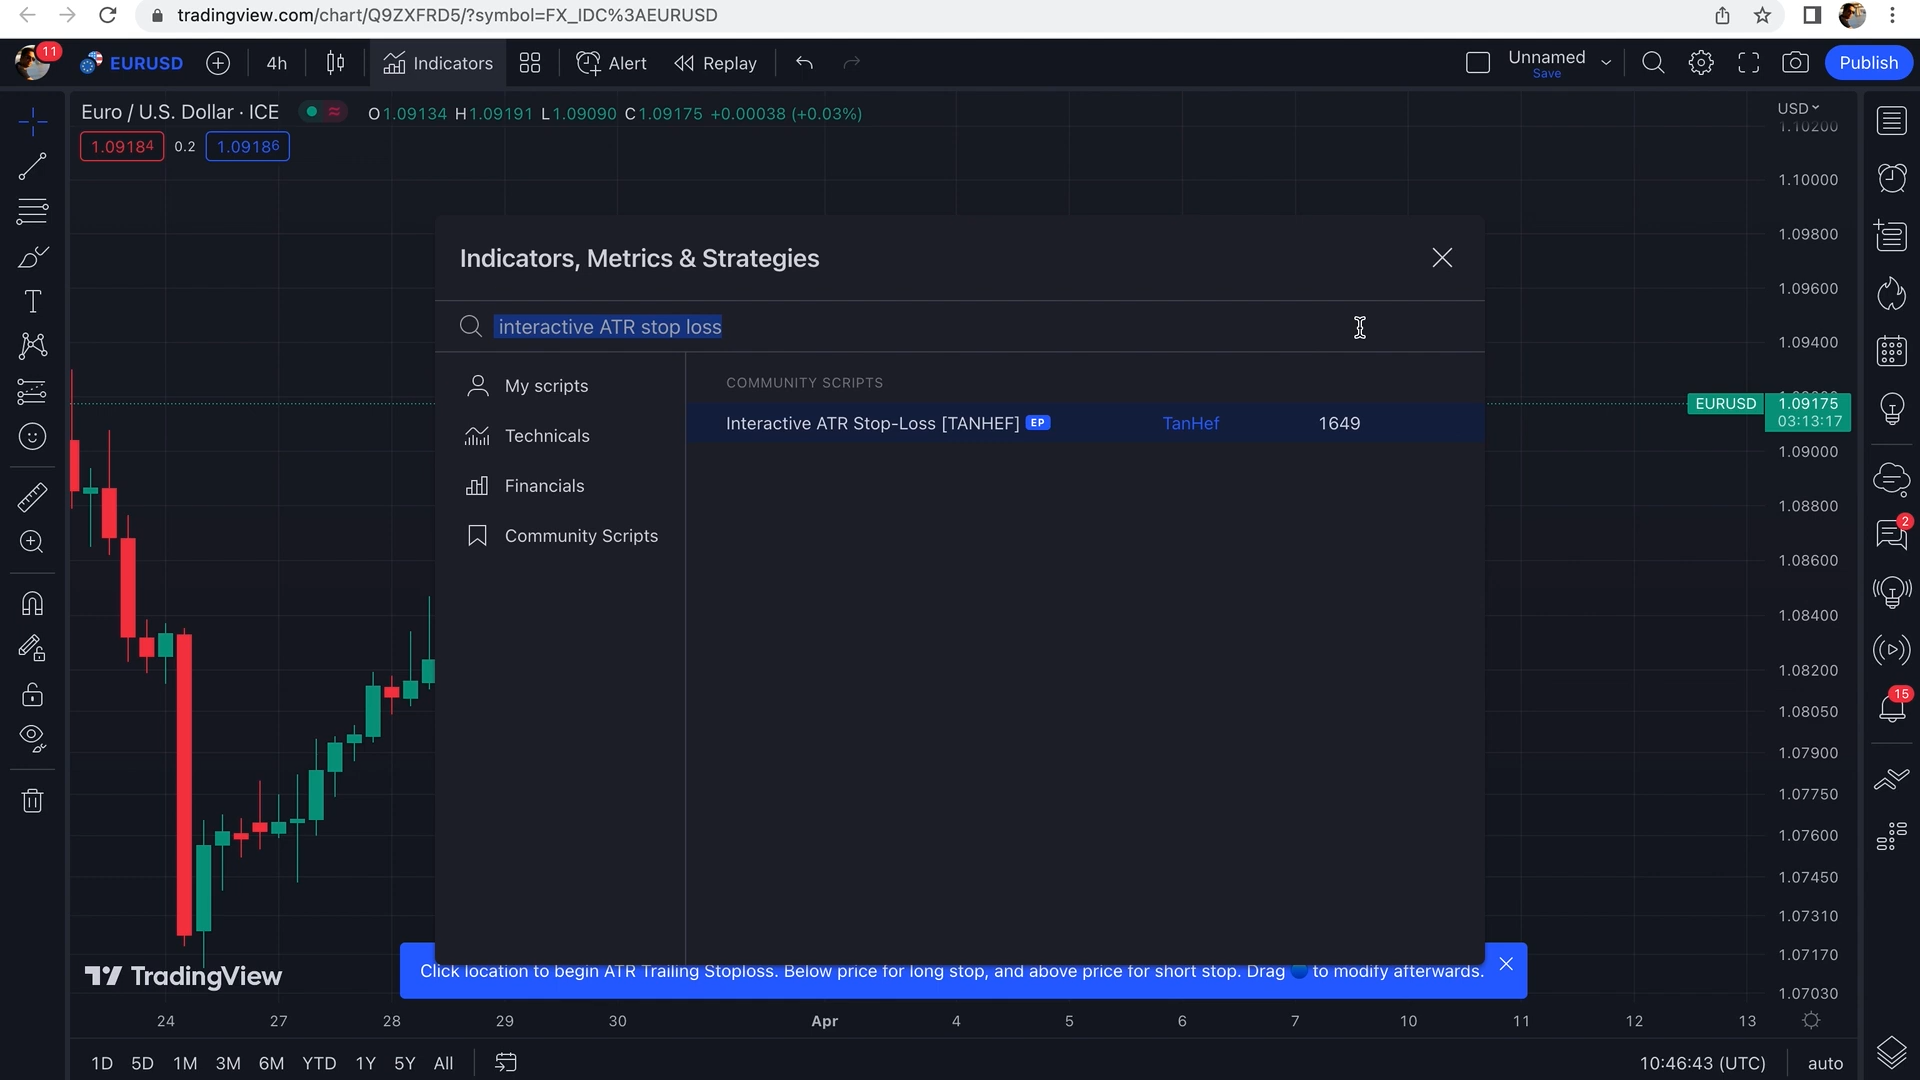 tradingview.com/chart/Q9ZXFRD5/?symbol=FX_IDC%3AEURUSD
11 EURUSD 4h Indicators Alert Replay Unnamed Save Publish
Euro / U.S. Dollar · ICE O1.09134 H1.09191 L1.09090 C1.09175 +0.00038 (+0.03%)
USD
1.09184 0.2 1.09186
1.10200
1.10000
1.09800
1.09600
1.09400
Indicators, Metrics & Strategies
interactive ATR stop loss
My scripts
Technicals
Financials
Community Scripts
COMMUNITY SCRIPTS
Interactive ATR Stop-Loss [TANHEF] EP TanHef 1649
EURUSD 1.09175
03:13:17
1.09000
1.08800
1.08600
1.08400
1.08200
1.08050
1.07900
1.07750
1.07600
1.07450
1.07310
1.07170
1.07030
2
15
TradingView
Click location to begin ATR Trailing Stoploss. Below price for long stop, and above price for short stop. Drag to modify afterwards.
24 27 28 29 30 Apr 4 5 6 7 10 11 12 13
1D 5D 1M 3M 6M YTD 1Y 5Y All 10:46:43 (UTC) auto